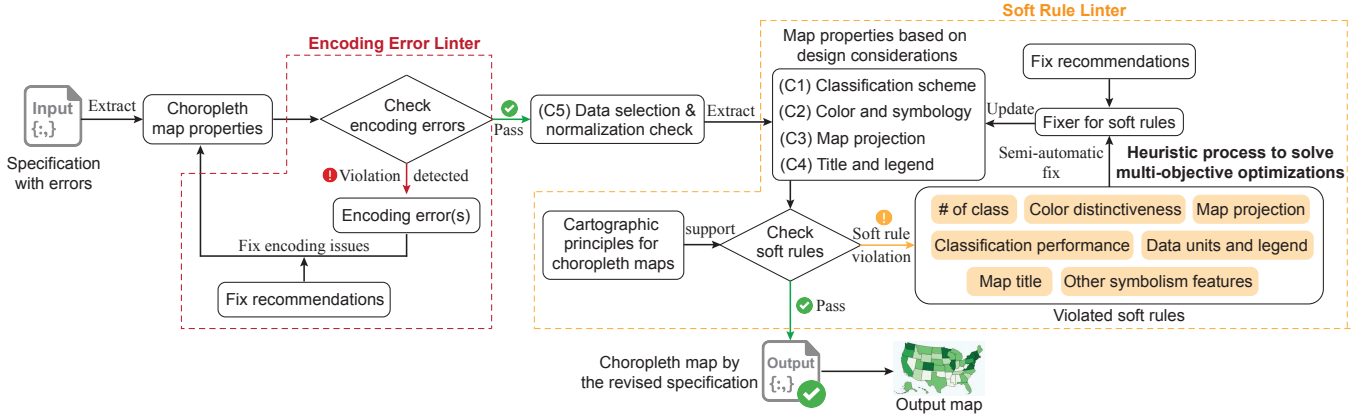 Soft Rule Linter
Encoding Error Linter
Map properties based on
design considerations
Fix recommendations
Input
{:,}
Extract
Choropleth
map properties
Check
encoding errors
Pass
(C5) Data selection &
normalization check
Extract
(C1) Classification scheme
(C2) Color and symbology
(C3) Map projection
(C4) Title and legend
Update
Fixer for soft rules
Specification
with errors
Violation detected
Semi-automatic
fix
Heuristic process to solve
multi-objective optimizations
Encoding error(s)
Fix encoding issues
Fix recommendations
Cartographic
principles for
choropleth maps
support
Check
soft rules
Soft rule
violation
# of class
Color distinctiveness
Map projection
Classification performance
Data units and legend
Map title
Other symbolism features
Violated soft rules
Pass
Choropleth map by
the revised specification
Output
{:,}
Output map